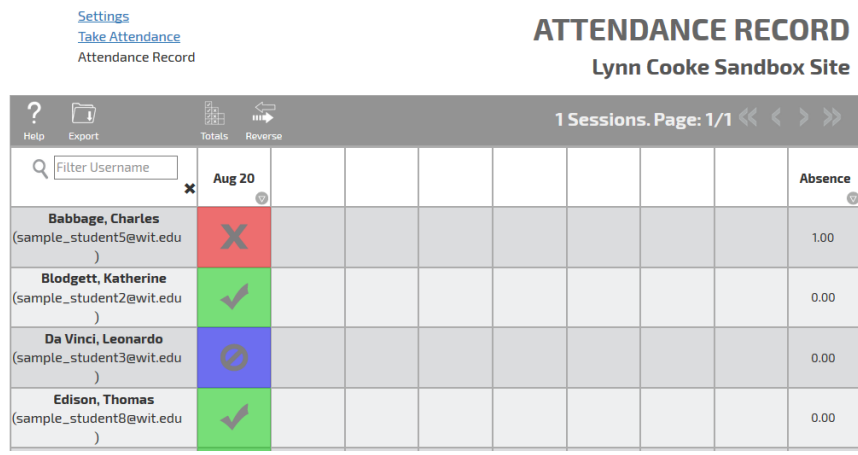 Settings
Take Attendance
Attendance Record
ATTENDANCE RECORD
Lynn Cooke Sandbox Site
Help
Export
Totals
Reverse
1 Sessions. Page: 1/1
Filter Username
Aug 20
Absence
Babbage, Charles
(sample_student5@wit.edu
)
1.00
Blodgett, Katherine
(sample_student2@wit.edu
)
0.00
Da Vinci, Leonardo
(sample_student3@wit.edu
)
0.00
Edison, Thomas
(sample_student8@wit.edu
)
0.00